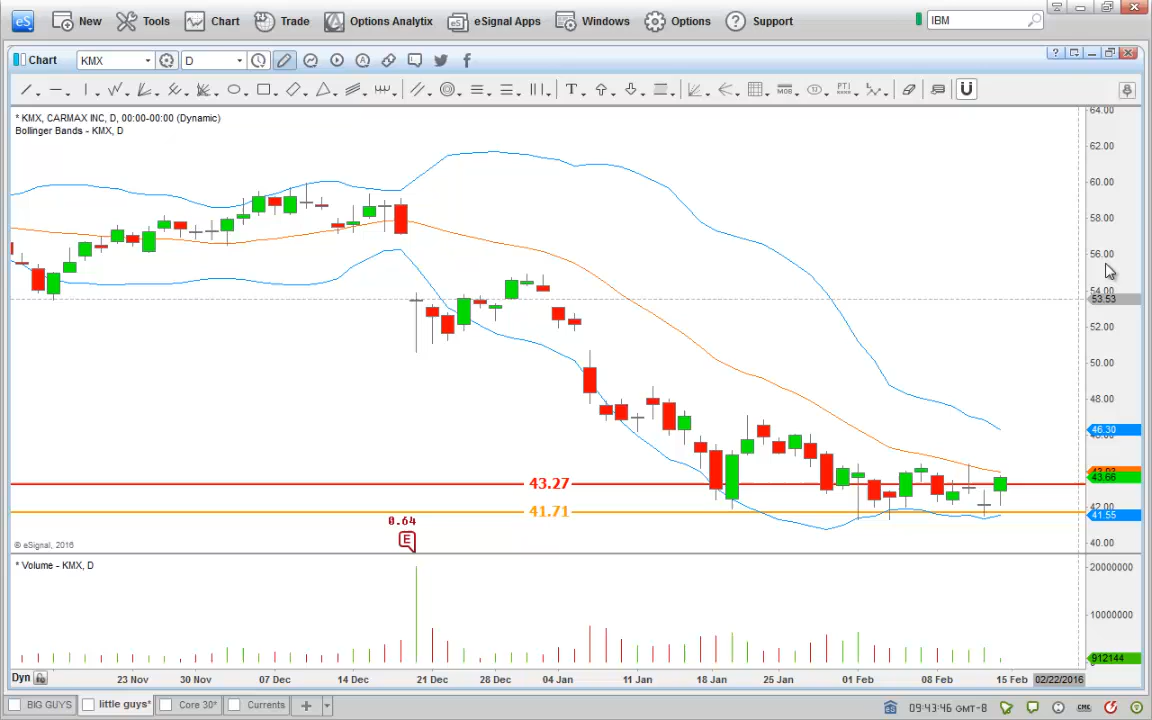 eS New Tools Chart Trade Options Analytix eSignal Apps Windows Options Support IBM
Chart KMX D
* KMX, CARMAX INC, D, 00:00-00:00 (Dynamic)
Bollinger Bands - KMX, D
64.00
62.00
60.00
58.00
56.00
54.00
53.53
52.00
50.00
48.00
46.30
46.00
43.66
43.27
41.71
42.00
41.55
0.64
E
40.00
© eSignal, 2016
* Volume - KMX, D
20000000
10000000
912144
Dyn 23 Nov 30 Nov 07 Dec 14 Dec 21 Dec 28 Dec 04 Jan 11 Jan 18 Jan 25 Jan 01 Feb 08 Feb 15 Feb 02/22/2016
BIG GUYS little guys* Core 30* Currents + 09:43:46 GMT-8